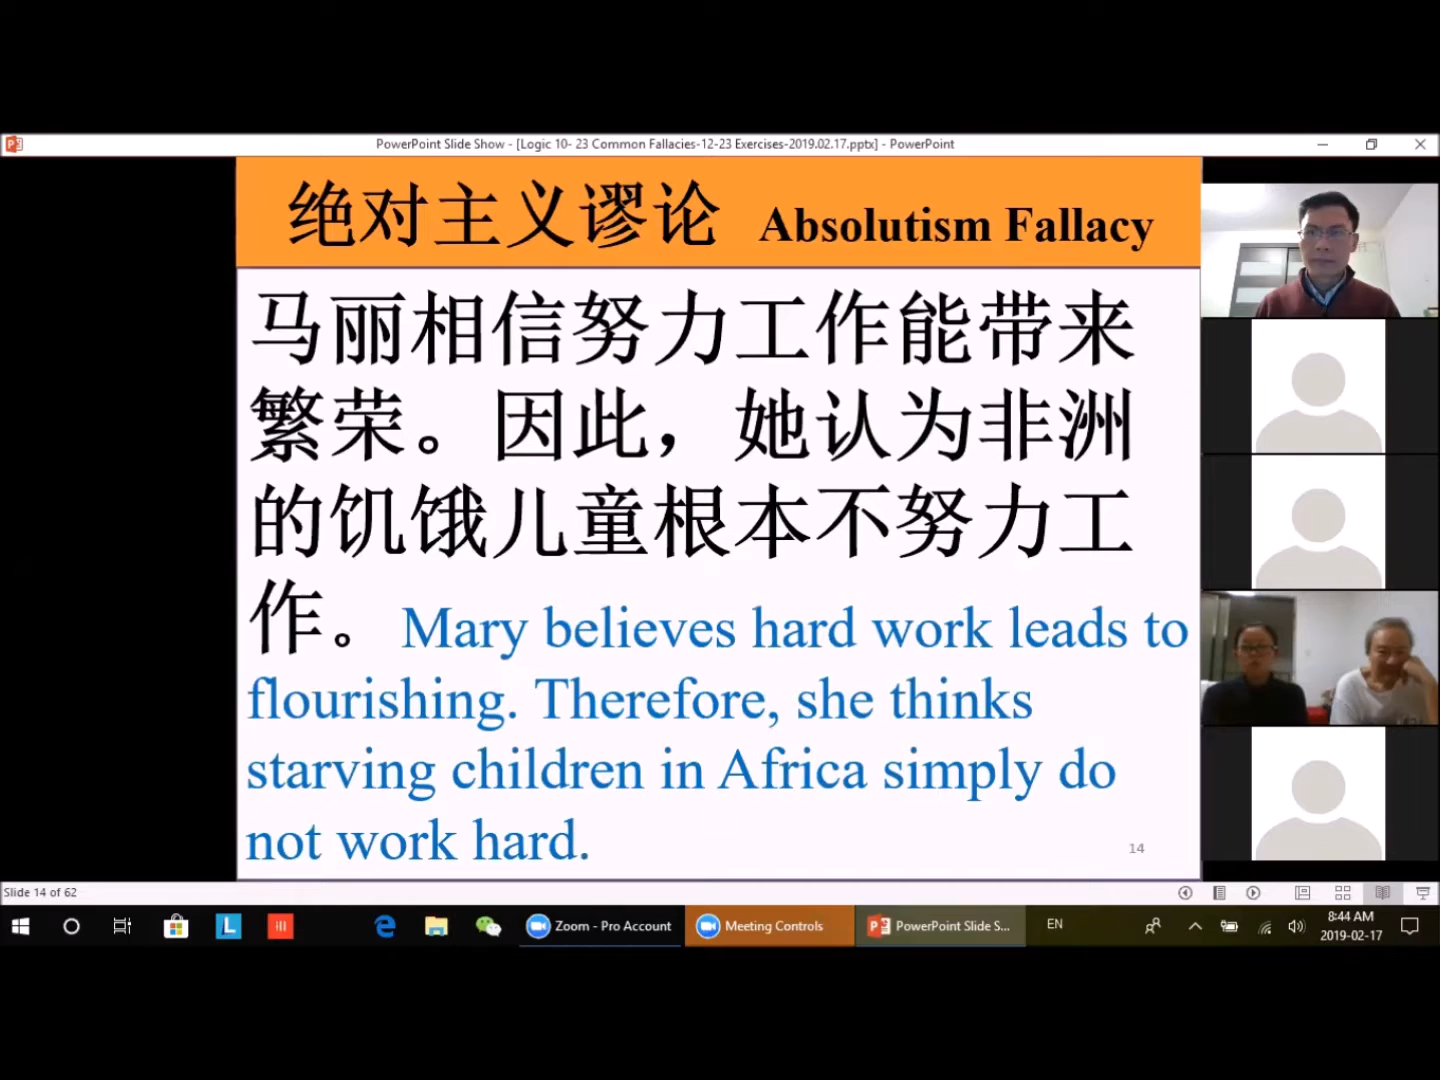 PowerPoint Slide Show - [Logic 10- 23 Common Fallacies-12-23 Exercises-2019.02.17.pptx] - PowerPoint
绝对主义谬论 Absolutism Fallacy
马丽相信努力工作能带来
繁荣。因此，她认为非洲
的饥饿儿童根本不努力工
作。 Mary believes hard work leads to
flourishing. Therefore, she thinks
starving children in Africa simply do
not work hard.
14
Slide 14 of 62
Zoom - Pro Account
Meeting Controls
PowerPoint Slide S...
EN
8:44 AM
2019-02-17